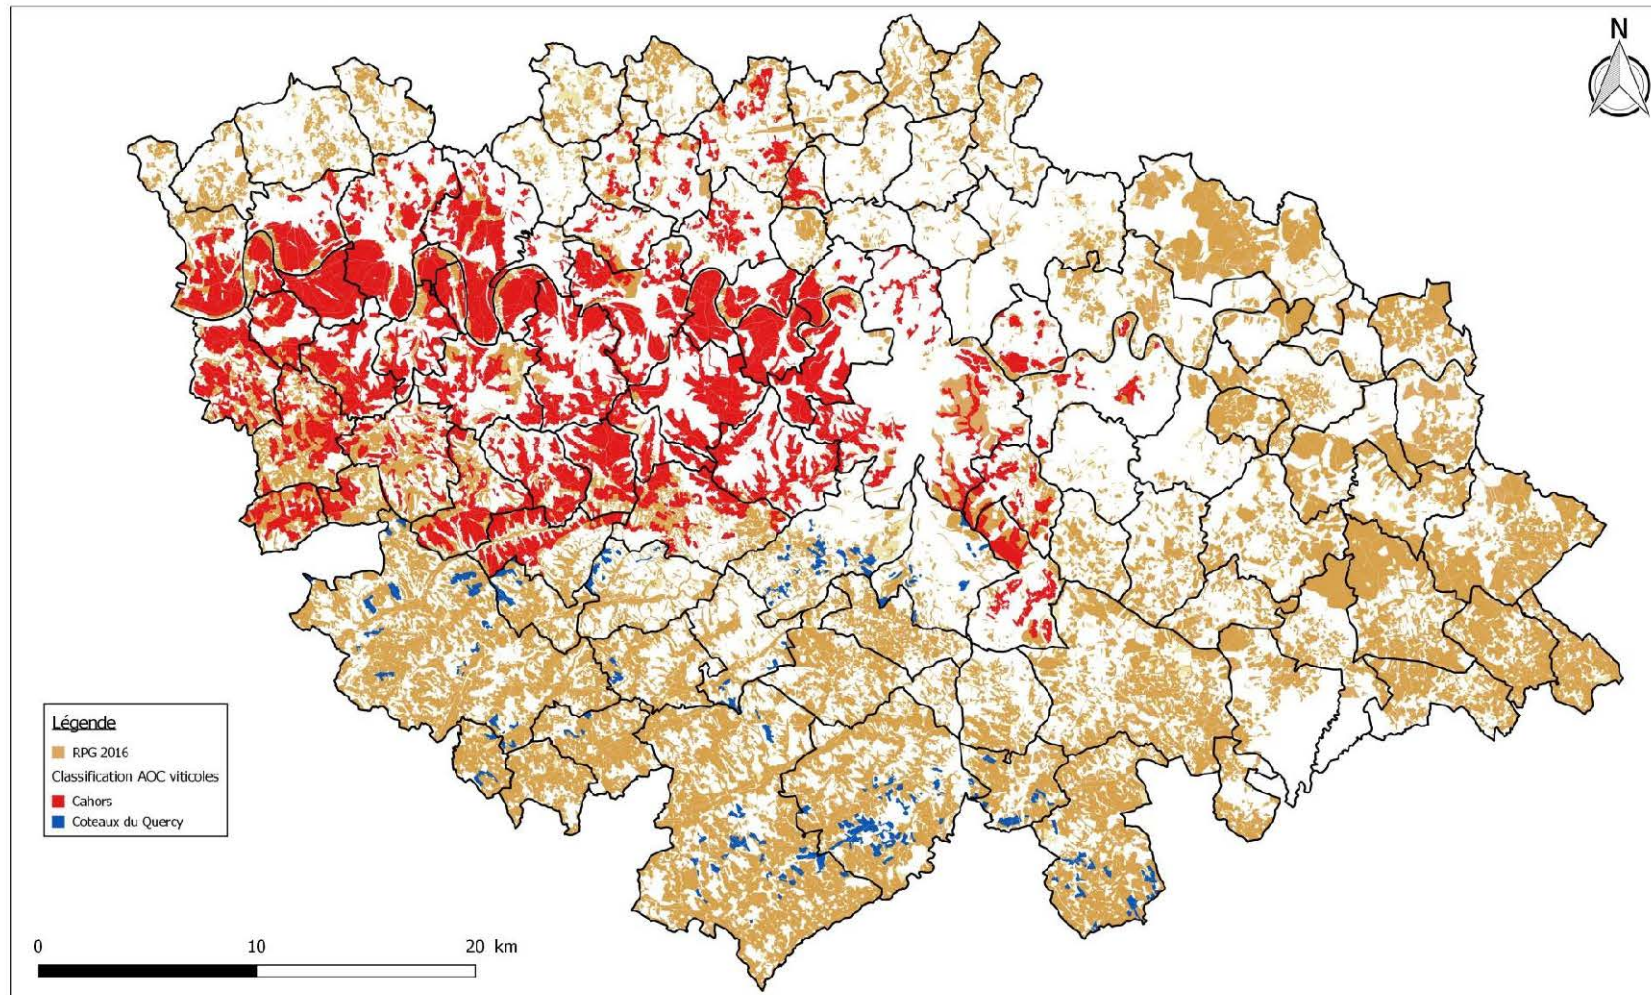 N
Légende
RPG 2016
Classification AOC viticoles
Cahors
Coteaux du Quercy
0 10 20 km